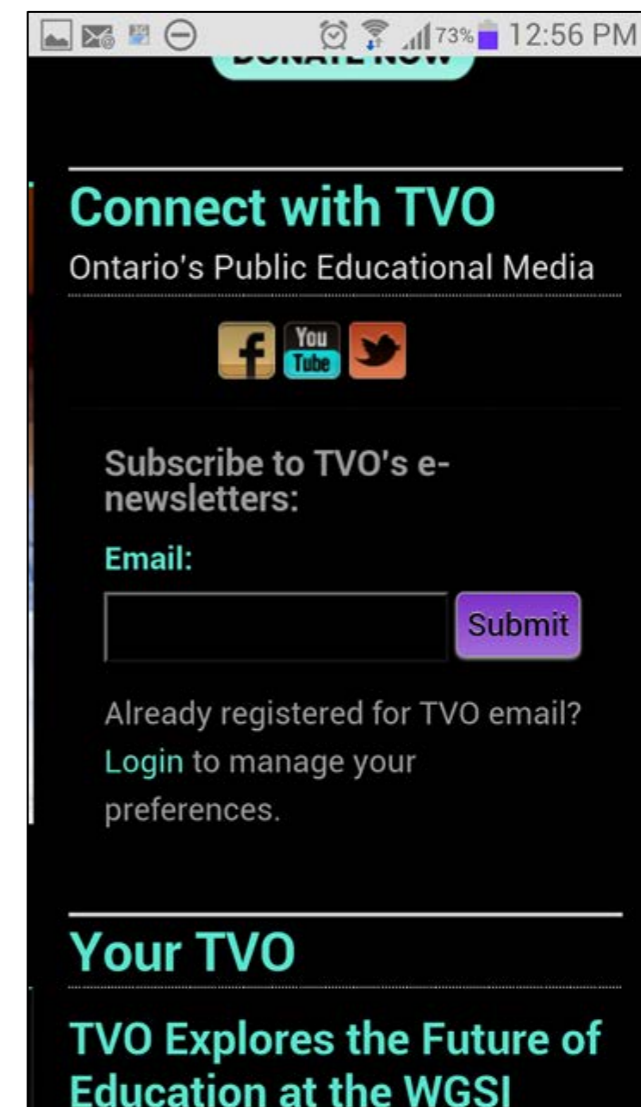 73% 12:56 PM
DONATE NOW
Connect with TVO
Ontario's Public Educational Media
f You Tube
Subscribe to TVO's e-
newsletters:
Email:
Submit
Already registered for TVO email?
Login to manage your
preferences.
Your TVO
TVO Explores the Future of
Education at the WGSI